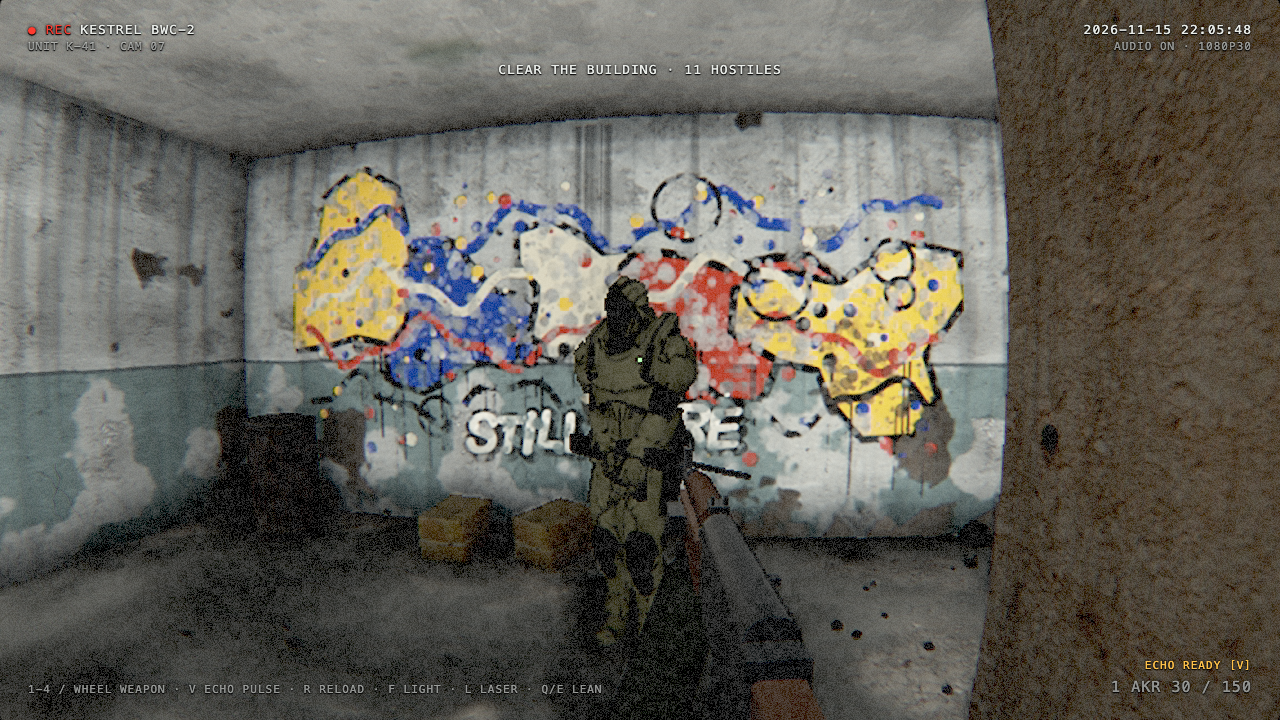 REC KESTREL BWC-2
UNIT K-41 · CAM 07
2026-11-15 22:05:48
AUDIO ON · 1080P30
CLEAR THE BUILDING · 11 HOSTILES
STILL RE
ECHO READY [V]
1-4 / WHEEL WEAPON · V ECHO PULSE · R RELOAD · F LIGHT · L LASER · Q/E LEAN
1 AKR 30 / 150